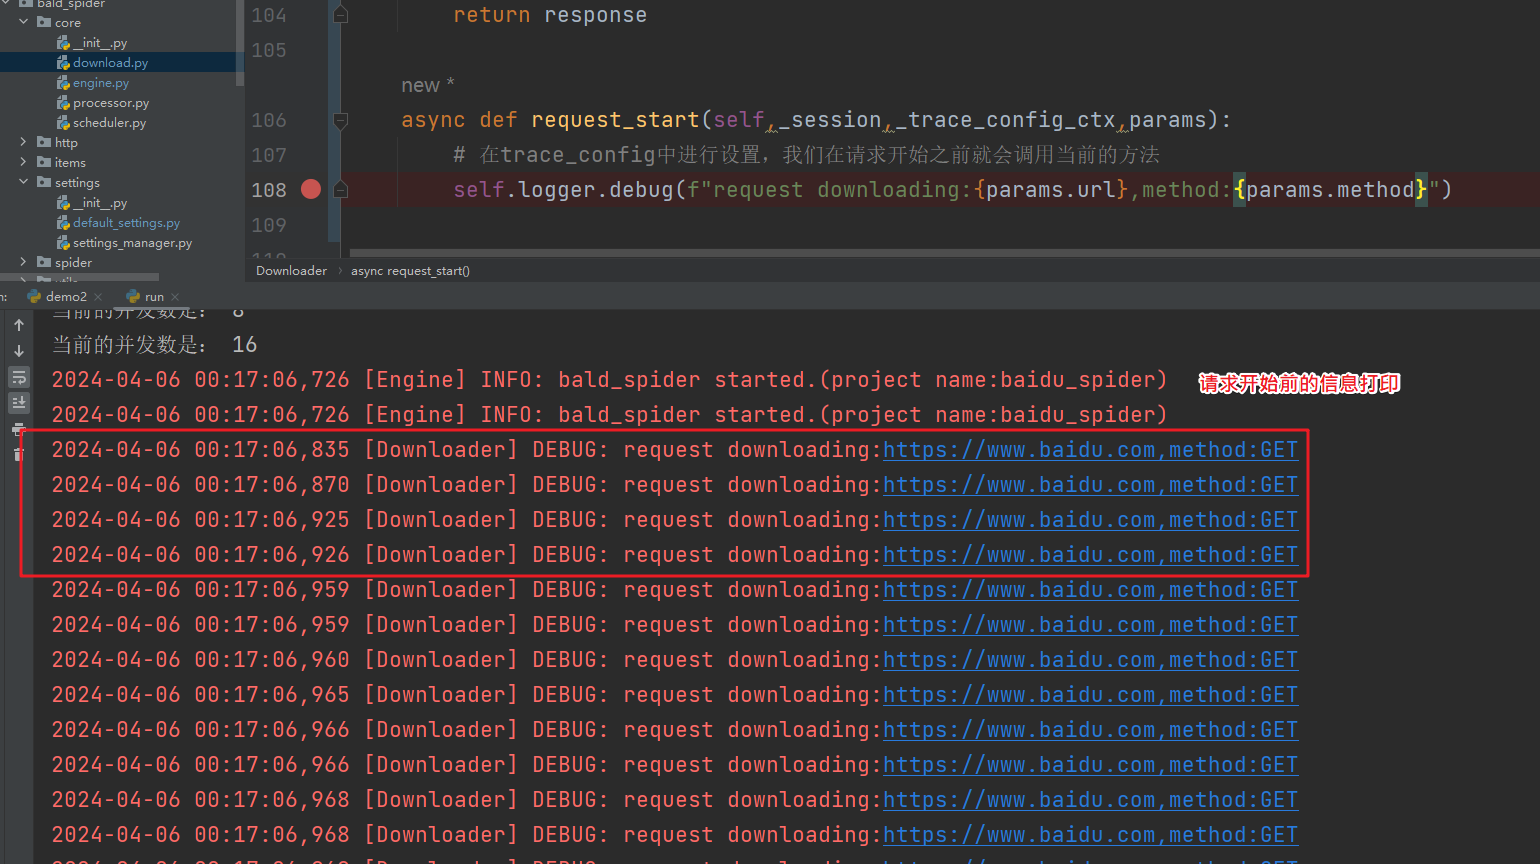 bald_spider
core
__init__.py
download.py
engine.py
processor.py
scheduler.py
http
items
settings
__init__.py
default_settings.py
settings_manager.py
spider
104 return response
105
new *
106 async def request_start(self,_session,_trace_config_ctx,params):
107 # 在trace_config中进行设置，我们在请求开始之前就会调用当前的方法
108 self.logger.debug(f"request downloading:{params.url},method:{params.method}")
109
Downloader › async request_start()
demo2 × run ×
当前的并发数是： 8
当前的并发数是： 16
2024-04-06 00:17:06,726 [Engine] INFO: bald_spider started.(project name:baidu_spider)
请求开始前的信息打印
2024-04-06 00:17:06,726 [Engine] INFO: bald_spider started.(project name:baidu_spider)
2024-04-06 00:17:06,835 [Downloader] DEBUG: request downloading:https://www.baidu.com,method:GET
2024-04-06 00:17:06,870 [Downloader] DEBUG: request downloading:https://www.baidu.com,method:GET
2024-04-06 00:17:06,925 [Downloader] DEBUG: request downloading:https://www.baidu.com,method:GET
2024-04-06 00:17:06,926 [Downloader] DEBUG: request downloading:https://www.baidu.com,method:GET
2024-04-06 00:17:06,959 [Downloader] DEBUG: request downloading:https://www.baidu.com,method:GET
2024-04-06 00:17:06,959 [Downloader] DEBUG: request downloading:https://www.baidu.com,method:GET
2024-04-06 00:17:06,960 [Downloader] DEBUG: request downloading:https://www.baidu.com,method:GET
2024-04-06 00:17:06,965 [Downloader] DEBUG: request downloading:https://www.baidu.com,method:GET
2024-04-06 00:17:06,966 [Downloader] DEBUG: request downloading:https://www.baidu.com,method:GET
2024-04-06 00:17:06,966 [Downloader] DEBUG: request downloading:https://www.baidu.com,method:GET
2024-04-06 00:17:06,968 [Downloader] DEBUG: request downloading:https://www.baidu.com,method:GET
2024-04-06 00:17:06,968 [Downloader] DEBUG: request downloading:https://www.baidu.com,method:GET